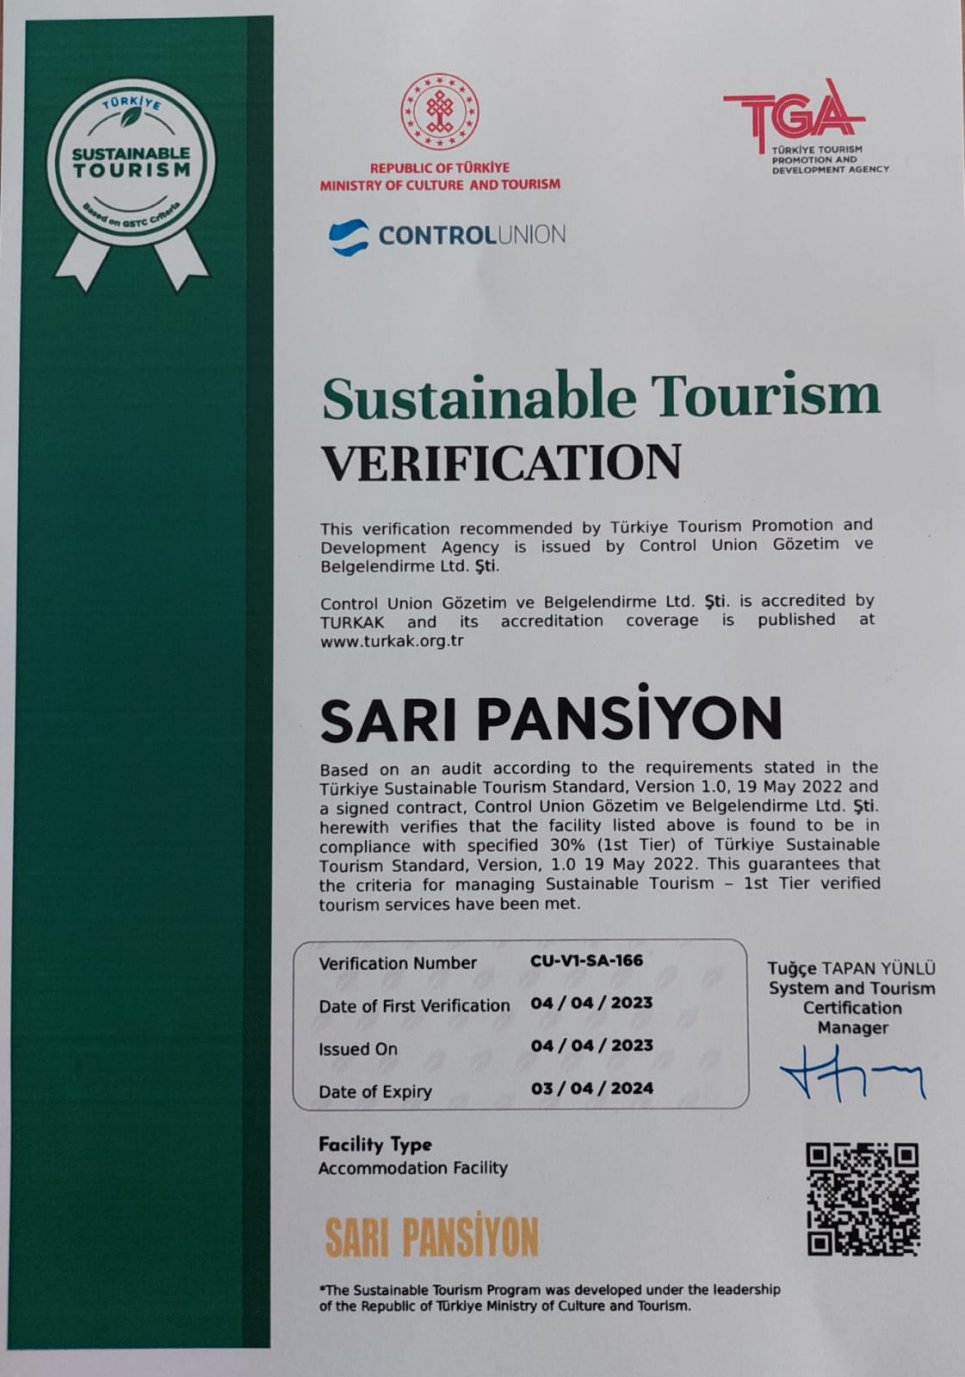 TÜRKİYE
SUSTAINABLE
TOURISM
Based on GSTC Criteria
REPUBLIC OF TÜRKİYE
MINISTRY OF CULTURE AND TOURISM
CONTROLUNION
TGA
TÜRKİYE TOURISM
PROMOTION AND
DEVELOPMENT AGENCY
Sustainable Tourism
VERIFICATION
This verification recommended by Türkiye Tourism Promotion and
Development Agency is issued by Control Union Gözetim ve
Belgelendirme Ltd. Şti.
Control Union Gözetim ve Belgelendirme Ltd. Şti. is accredited by
TURKAK and its accreditation coverage is published at
www.turkak.org.tr
SARI PANSİYON
Based on an audit according to the requirements stated in the
Türkiye Sustainable Tourism Standard, Version 1.0, 19 May 2022 and
a signed contract, Control Union Gözetim ve Belgelendirme Ltd. Şti.
herewith verifies that the facility listed above is found to be in
compliance with specified 30% (1st Tier) of Türkiye Sustainable
Tourism Standard, Version, 1.0 19 May 2022. This guarantees that
the criteria for managing Sustainable Tourism – 1st Tier verified
tourism services have been met.
Verification Number CU-V1-SA-166
Date of First Verification 04 / 04 / 2023
Issued On 04 / 04 / 2023
Date of Expiry 03 / 04 / 2024
Tuğçe TAPAN YÜNLÜ
System and Tourism
Certification
Manager
Facility Type
Accommodation Facility
SARI PANSİYON
*The Sustainable Tourism Program was developed under the leadership
of the Republic of Türkiye Ministry of Culture and Tourism.